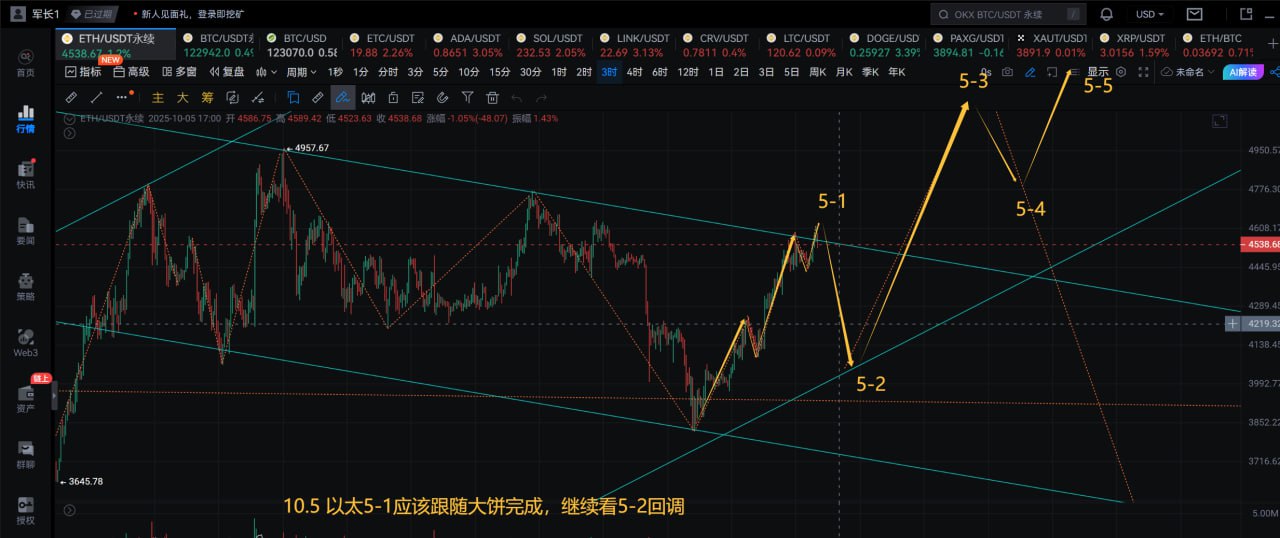 军长1 已过期 • 新人见面礼，登录即挖矿 OKX BTC/USDT 永续 / USD
ETH/USDT永续 BTC/USDT永 BTC/USD ETC/USDT ADA/USDT SOL/USDT LINK/USDT CRV/USDT LTC/USDT DOGE/USDT PAXG/USDT XAUT/USDT XRP/USDT ETH/BTC
4538.67 1.2% 122942.0 0.49 123070.0 0.58 19.88 2.26% 0.8651 3.05% 232.53 2.05% 22.69 3.13% 0.7811 0.4% 120.62 0.09% 0.25927 3.39% 3894.81 -0.16 3891.9 0.01% 3.0156 1.59% 0.03692 0.71%
NEW
指标 高级 多窗 复盘 周期 1秒 1分 分时 3分 5分 10分 15分 30分 1时 2时 3时 4时 6时 12时 1日 2日 3日 5日 周K 月K 季K 年K 0s 显示 未命名 AI解读
主 大 筹
ETH/USDT永续 2025-10-05 17:00 开 4586.75 高 4589.42 低 4523.63 收 4538.68 涨幅 -1.05%(-48.07) 振幅 1.43%
首页
行情
快讯
要闻
策略
Web3
链上
资产
群聊
授权
5-3
5-5
4957.67
5-1
5-4
5-2
3645.78
10.5 以太5-1应该跟随大饼完成，继续看5-2回调
4950.57
4776.30
4608.17
4538.68
4445.95
4289.45
4219.32
4138.45
3992.77
3852.22
3716.62
5.00M